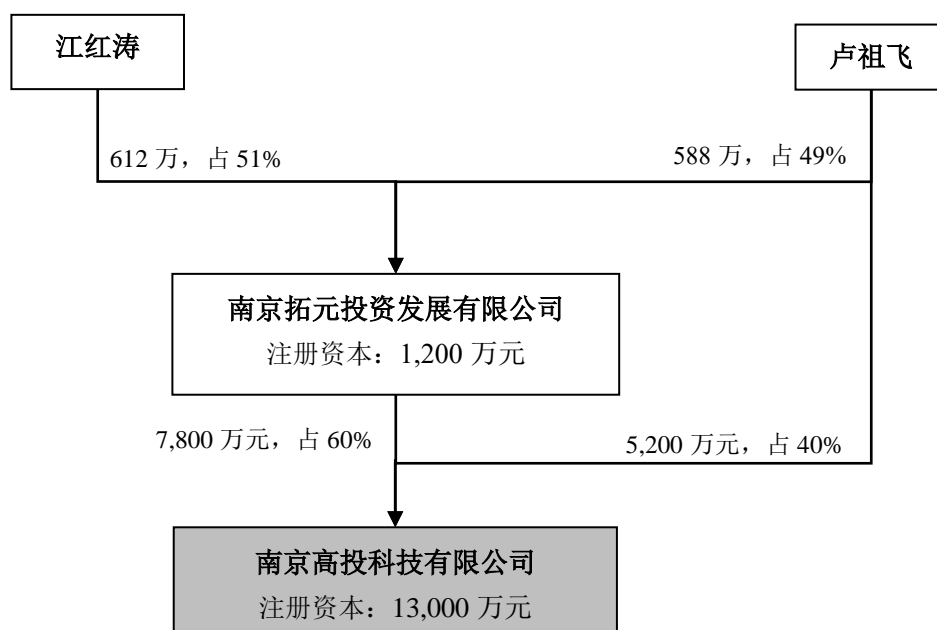 江红涛
卢祖飞
612 万，占 51%
588 万，占 49%
南京拓元投资发展有限公司
注册资本：1,200 万元
7,800 万元，占 60%
5,200 万元，占 40%
南京高投科技有限公司
注册资本：13,000 万元